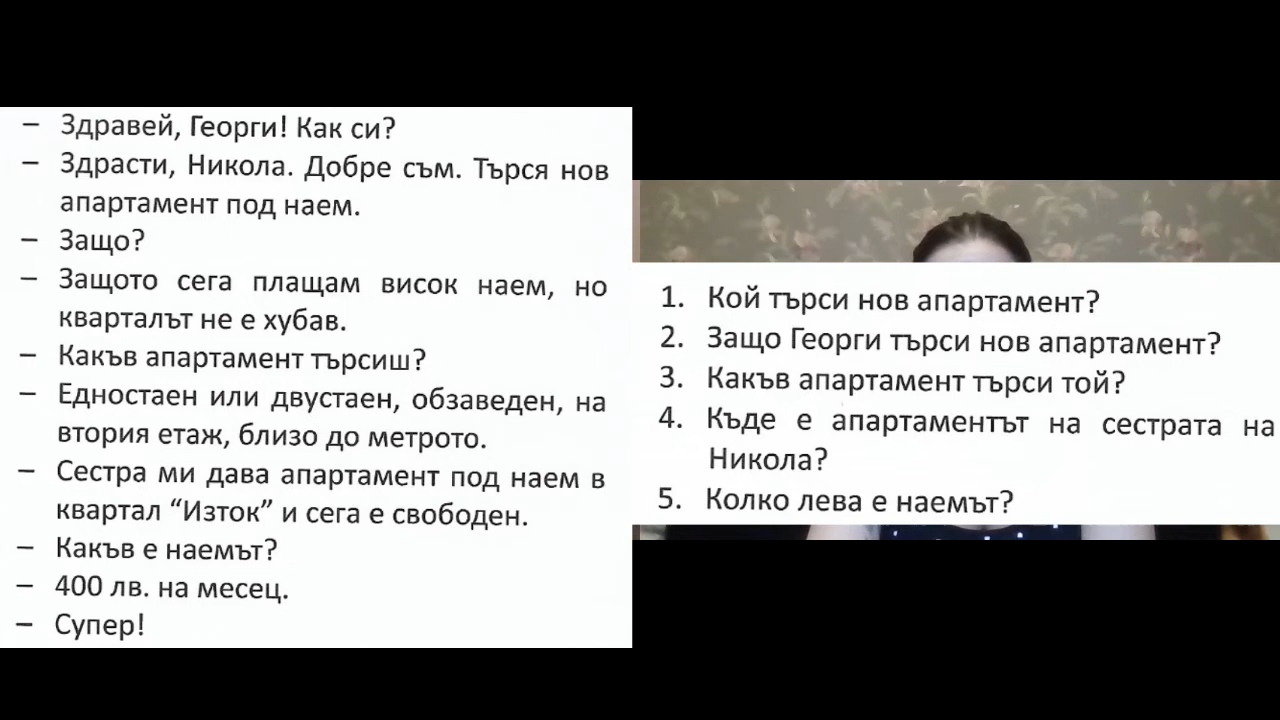 – Здравей, Георги! Как си?
– Здрасти, Никола. Добре съм. Търся нов
апартамент под наем.
– Защо?
– Защото сега плащам висок наем, но
кварталът не е хубав.
– Какъв апартамент търсиш?
– Едностаен или двустаен, обзаведен, на
втория етаж, близо до метрото.
– Сестра ми дава апартамент под наем в
квартал “Изток” и сега е свободен.
– Какъв е наемът?
– 400 лв. на месец.
– Супер!
1. Кой търси нов апартамент?
2. Защо Георги търси нов апартамент?
3. Какъв апартамент търси той?
4. Къде е апартаментът на сестрата на
Никола?
5. Колко лева е наемът?